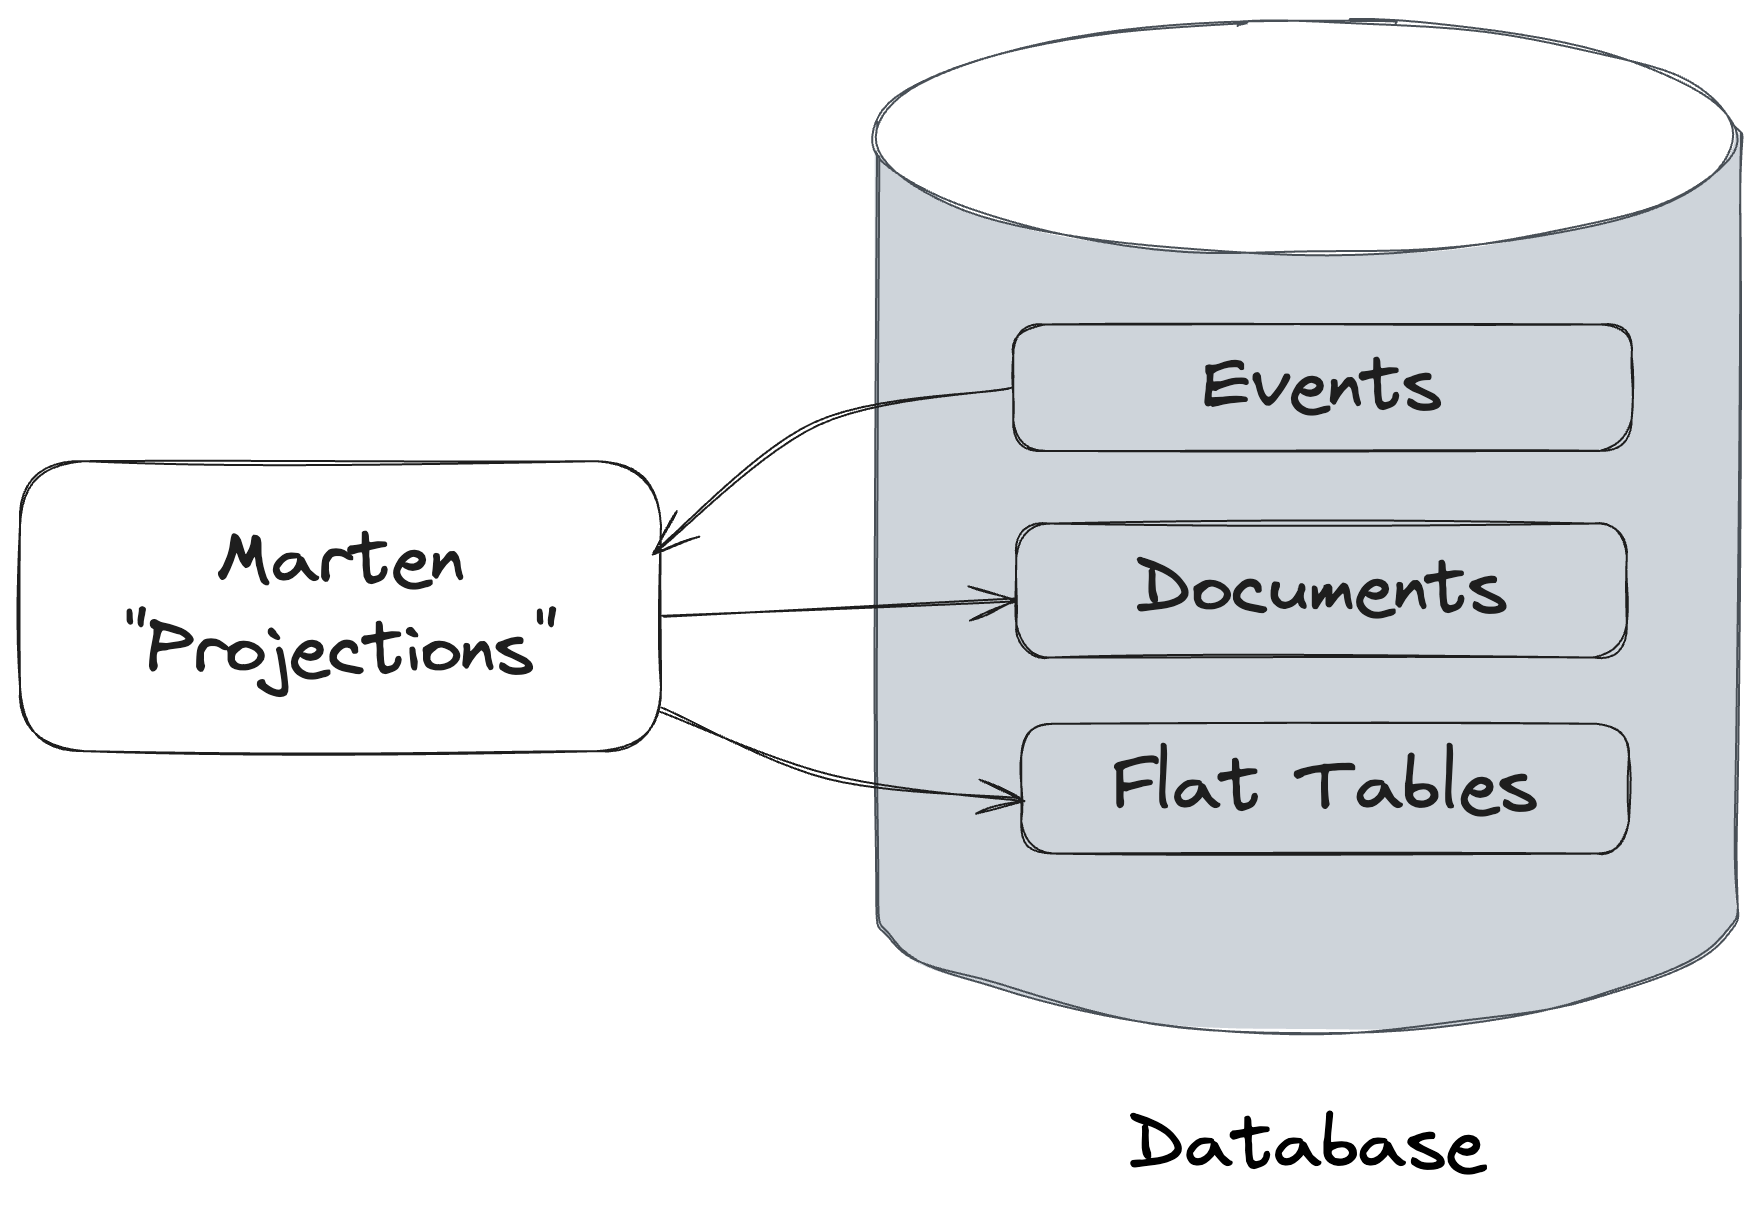 Events
Marten
"Projections"
Documents
Flat Tables
Database